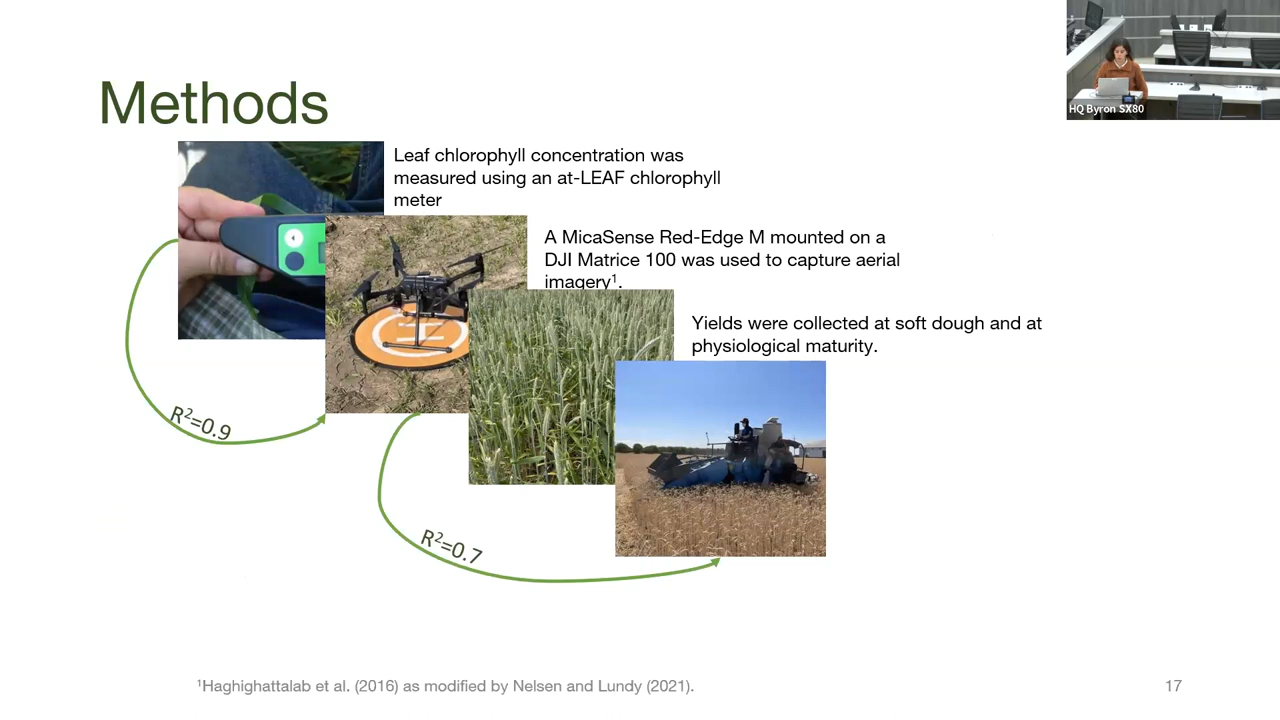 HQ Byron SX80
Methods
Leaf chlorophyll concentration was
measured using an at-LEAF chlorophyll
meter
A MicaSense Red-Edge M mounted on a
DJI Matrice 100 was used to capture aerial
imagery¹.
Yields were collected at soft dough and at
physiological maturity.
H
R²=0.9
R²=0.7
¹Haghighattalab et al. (2016) as modified by Nelsen and Lundy (2021).
17